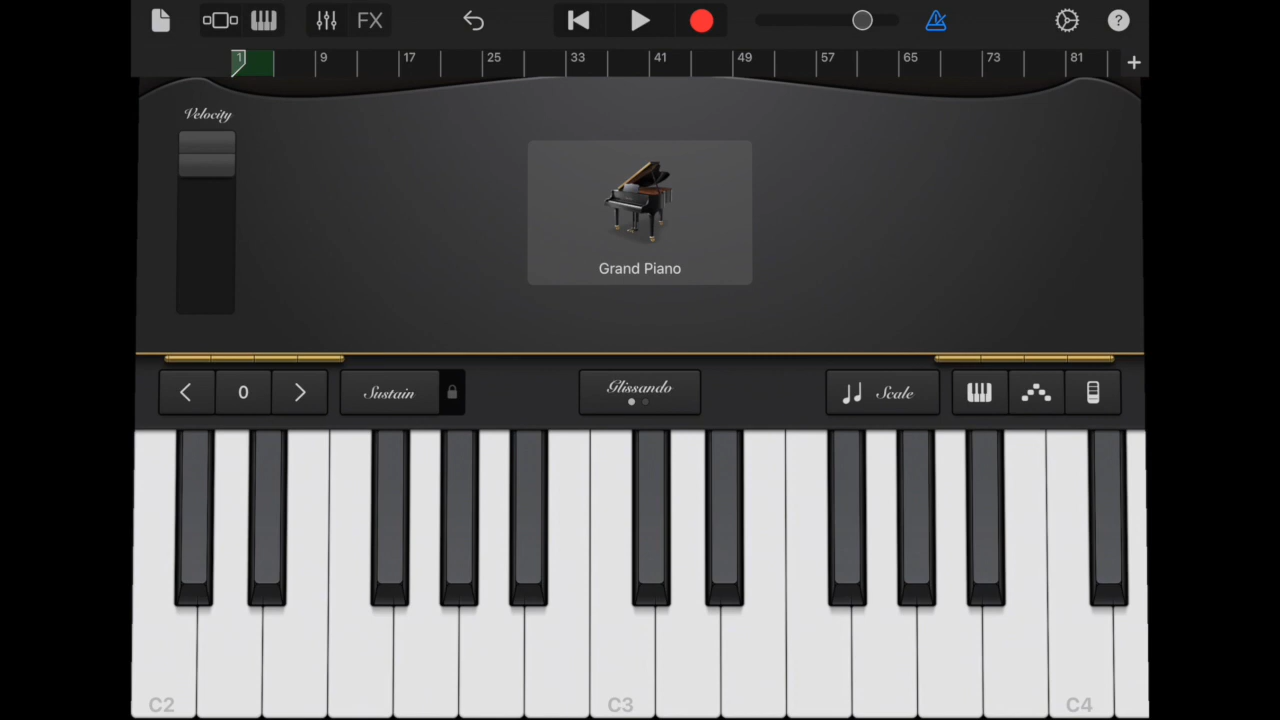 FX
?
1 9 17 25 33 41 49 57 65 73 81 +
Velocity
Grand Piano
0 Sustain Glissando Scale
C2 C3 C4